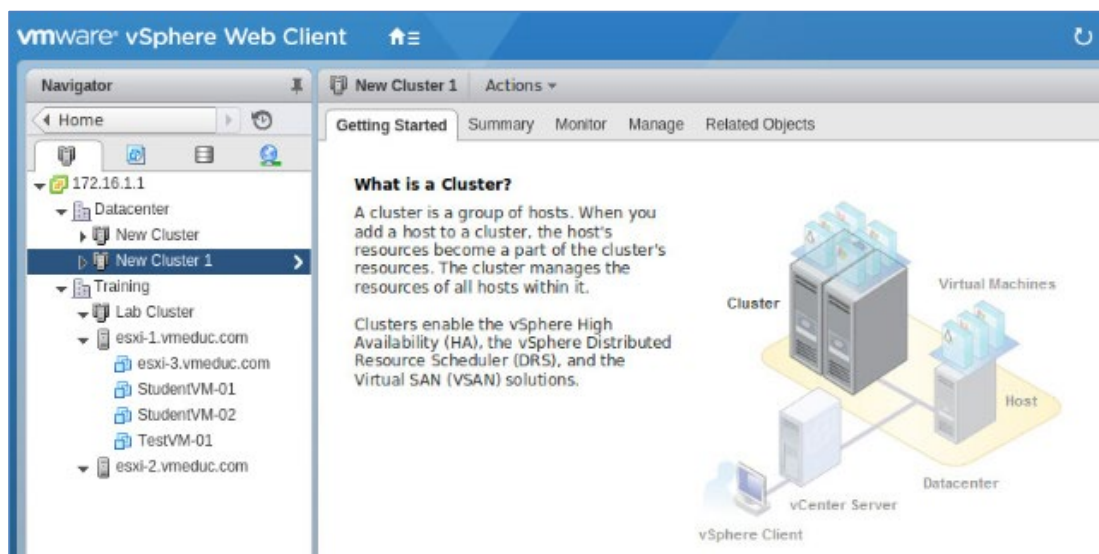 vmware vSphere Web Client
Navigator
Home
172.16.1.1
Datacenter
New Cluster
New Cluster 1
Training
Lab Cluster
esxi-1.vmeduc.com
esxi-3.vmeduc.com
StudentVM-01
StudentVM-02
TestVM-01
esxi-2.vmeduc.com
New Cluster 1 Actions
Getting Started Summary Monitor Manage Related Objects
What is a Cluster?
A cluster is a group of hosts. When you
add a host to a cluster, the host's
resources become a part of the cluster's
resources. The cluster manages the
resources of all hosts within it.
Clusters enable the vSphere High
Availability (HA), the vSphere Distributed
Resource Scheduler (DRS), and the
Virtual SAN (VSAN) solutions.
Cluster
Virtual Machines
Host
Datacenter
vCenter Server
vSphere Client